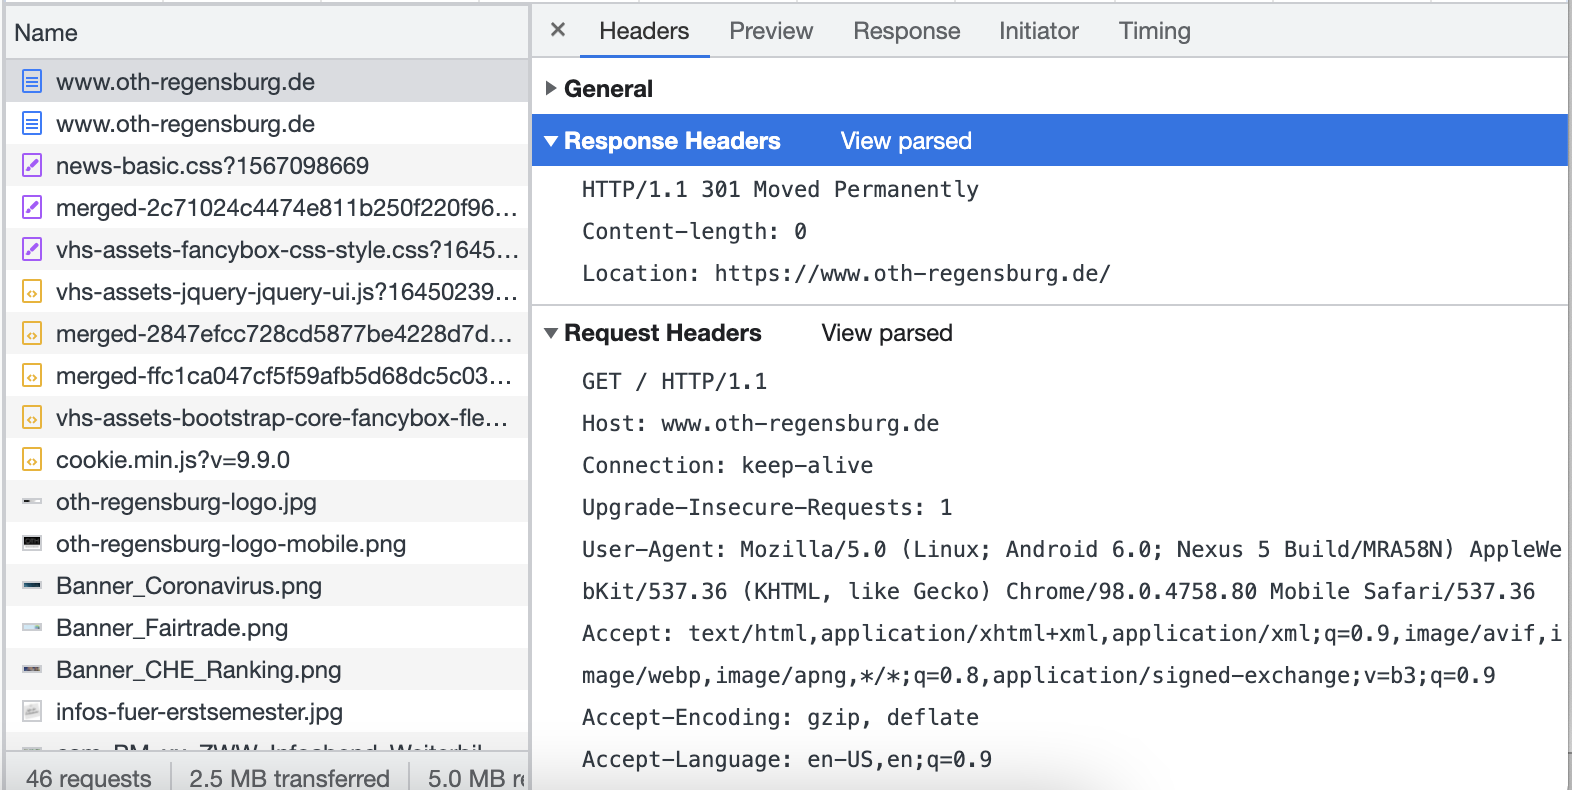 Name
www.oth-regensburg.de
www.oth-regensburg.de
news-basic.css?1567098669
merged-2c71024c4474e811b250f220f96...
vhs-assets-fancybox-css-style.css?1645...
vhs-assets-jquery-jquery-ui.js?16450239...
merged-2847efcc728cd5877be4228d7d...
merged-ffc1ca047cf5f59afb5d68dc5c03...
vhs-assets-bootstrap-core-fancybox-fle...
cookie.min.js?v=9.9.0
oth-regensburg-logo.jpg
oth-regensburg-logo-mobile.png
Banner_Coronavirus.png
Banner_Fairtrade.png
Banner_CHE_Ranking.png
infos-fuer-erstsemester.jpg
46 requests 2.5 MB transferred 5.0 MB
Headers Preview Response Initiator Timing
General
Response Headers View parsed
HTTP/1.1 301 Moved Permanently
Content-length: 0
Location: https://www.oth-regensburg.de/
Request Headers View parsed
GET / HTTP/1.1
Host: www.oth-regensburg.de
Connection: keep-alive
Upgrade-Insecure-Requests: 1
User-Agent: Mozilla/5.0 (Linux; Android 6.0; Nexus 5 Build/MRA58N) AppleWe
bKit/537.36 (KHTML, like Gecko) Chrome/98.0.4758.80 Mobile Safari/537.36
Accept: text/html,application/xhtml+xml,application/xml;q=0.9,image/avif,i
mage/webp,image/apng,*/*;q=0.8,application/signed-exchange;v=b3;q=0.9
Accept-Encoding: gzip, deflate
Accept-Language: en-US,en;q=0.9